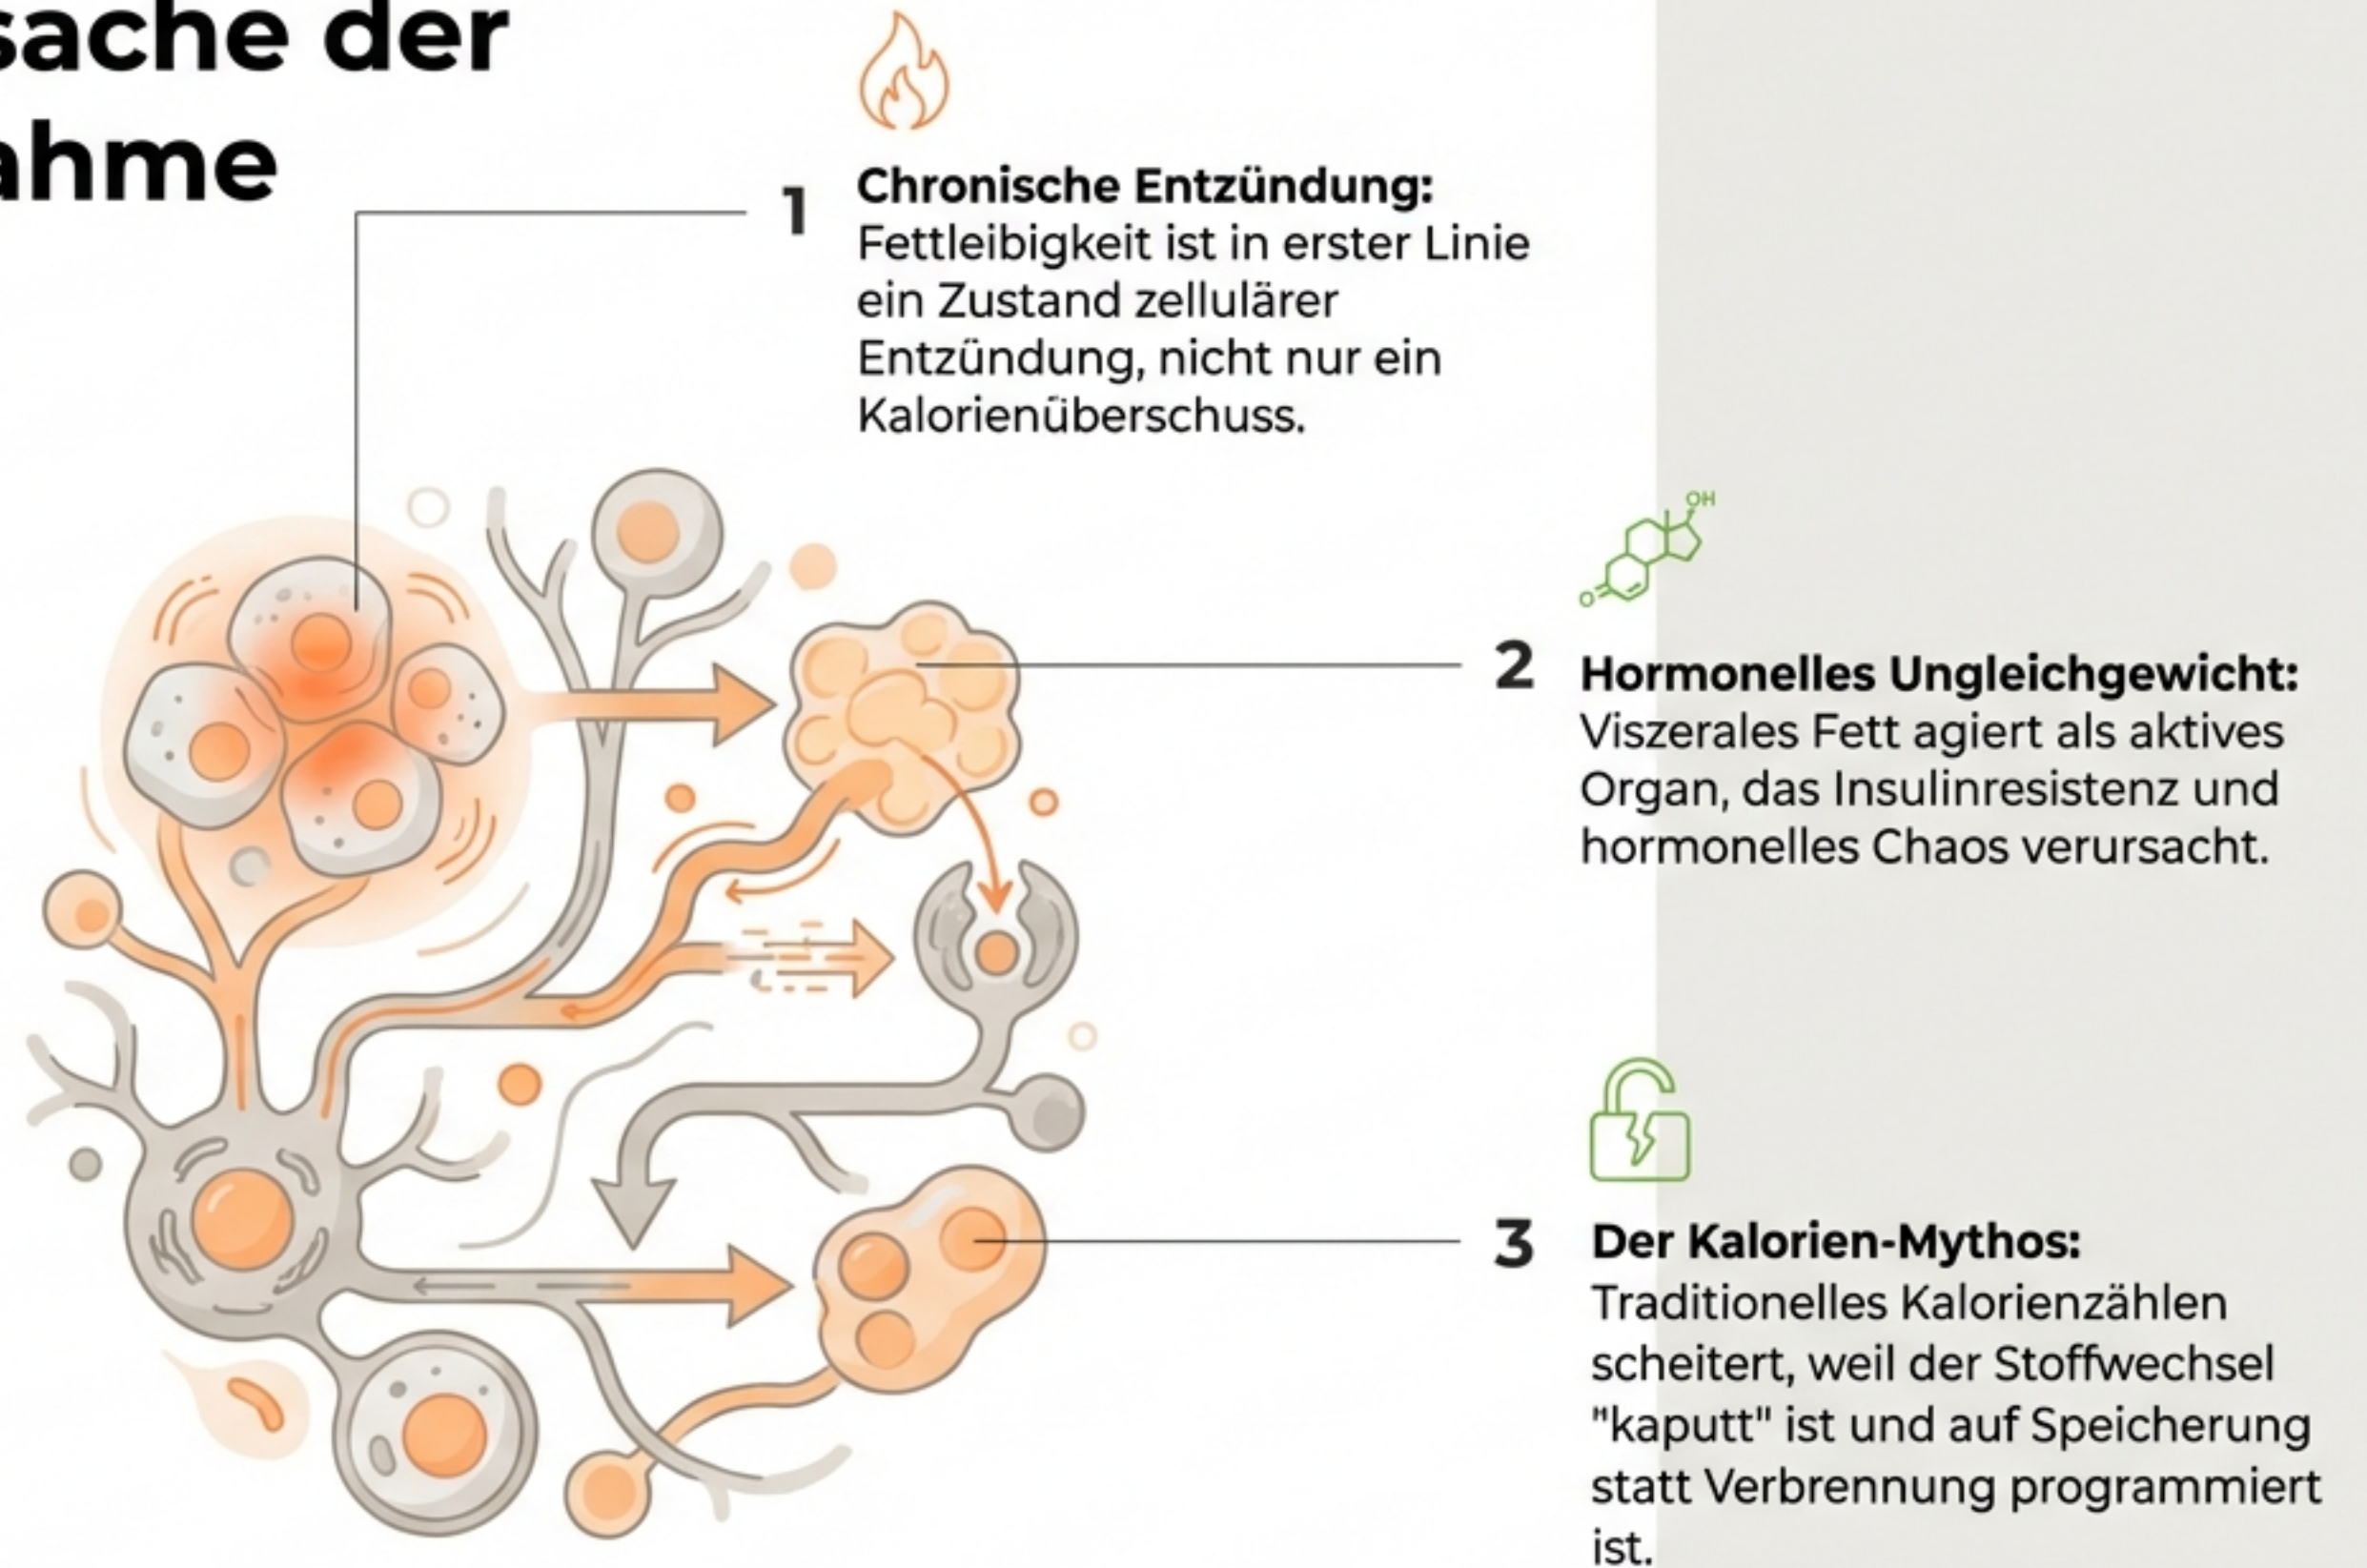 sache der
ahme
1
Chronische Entzündung:
Fettleibigkeit ist in erster Linie
ein Zustand zellulärer
Entzündung, nicht nur ein
Kalorienüberschuss.
OH
O
2
Hormonelles Ungleichgewicht:
Viszerales Fett agiert als aktives
Organ, das Insulinresistenz und
hormonelles Chaos verursacht.
3
Der Kalorien-Mythos:
Traditionelles Kalorienzählen
scheitert, weil der Stoffwechsel
"kaputt" ist und auf Speicherung
statt Verbrennung programmiert
ist.